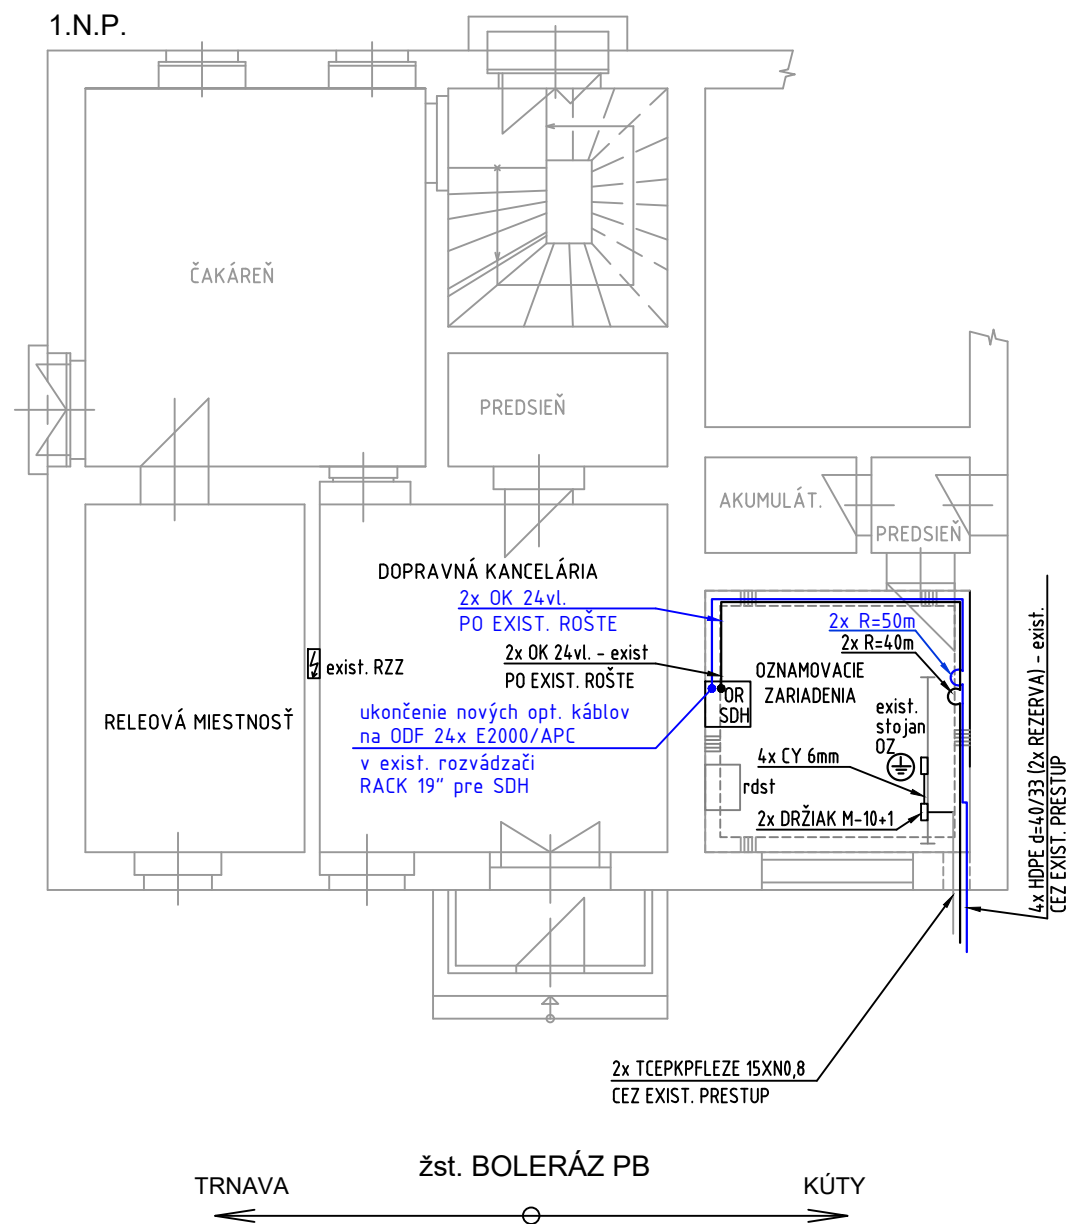 1.N.P.
ČAKÁREŇ
PREDSIEŇ
AKUMULÁT.
PREDSIEŇ
DOPRAVNÁ KANCELÁRIA
2x OK 24vl.
PO EXIST. ROŠTE
2x OK 24vl. - exist
PO EXIST. ROŠTE
exist. RZZ
RELEOVÁ MIESTNOSŤ
ukončenie nových opt. káblov
na ODF 24x E2000/APC
v exist. rozvádzači
RACK 19" pre SDH
2x R=50m
2x R=40m
OZNAMOVACIE
ZARIADENIA
OR
SDH
exist.
stojan
OZ
4x CY 6mm
rdst
2x DRŽIAK M-10+1
4x HDPE d=40/33 (2x REZERVA) - exist.
CEZ EXIST. PRESTUP
2x TCEPKPFLEZE 15XN0,8
CEZ EXIST. PRESTUP
žst. BOLERÁZ PB
TRNAVA
KÚTY